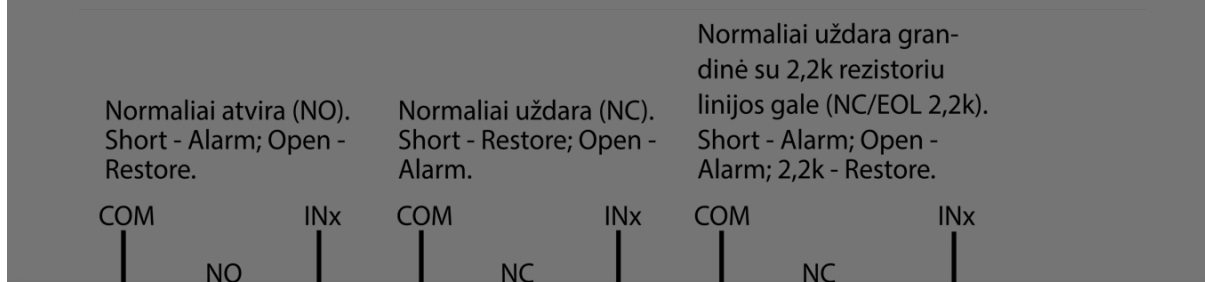 Normaliai atvira (NO).
Short - Alarm; Open -
Restore.
Normaliai uždara (NC).
Short - Restore; Open -
Alarm.
Normaliai uždara gran-
dinė su 2,2k rezistoriu
linijos gale (NC/EOL 2,2k).
Short - Alarm; Open -
Alarm; 2,2k - Restore.
COM INx COM INx COM INx
NO NC NC